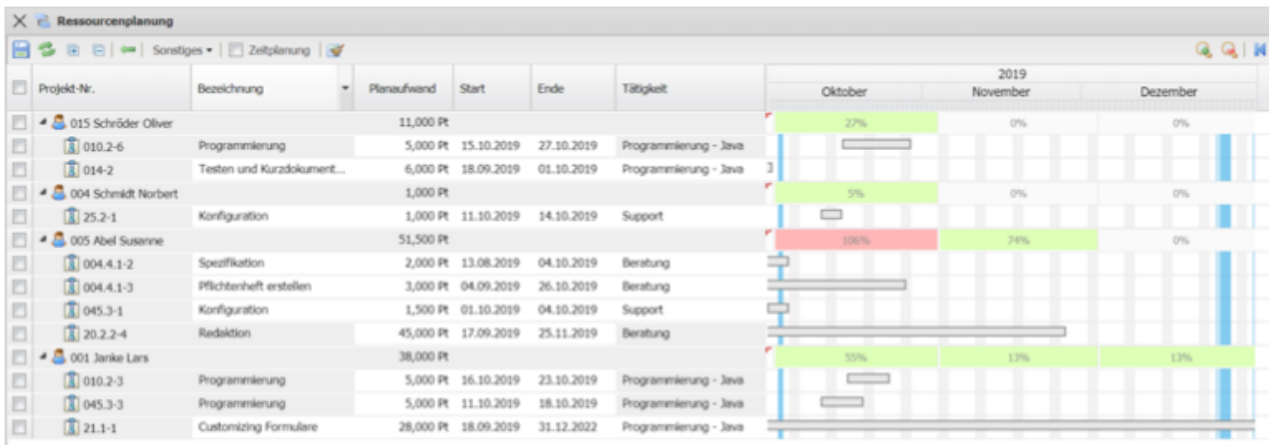 Ressourcenplanung
Sonstiges Zeitplanung
2019
Projekt-Nr. Bezeichnung Planaufwand Start Ende Tätigkeit Oktober November Dezember
015 Schröder Oliver 11,000 Pt 27% 0% 0%
010.2-6 Programmierung 5,000 Pt 15.10.2019 27.10.2019 Programmierung - Java
014-2 Testen und Kurzdokument... 6,000 Pt 18.09.2019 01.10.2019 Programmierung - Java
004 Schmidt Norbert 1,000 Pt 5% 0% 0%
25.2-1 Konfiguration 1,000 Pt 11.10.2019 14.10.2019 Support
005 Abel Susanne 51,500 Pt 106% 74% 0%
004.4.1-2 Spezifikation 2,000 Pt 13.08.2019 04.10.2019 Beratung
004.4.1-3 Pflichtenheft erstellen 3,000 Pt 04.09.2019 26.10.2019 Beratung
045.3-1 Konfiguration 1,500 Pt 01.10.2019 04.10.2019 Support
20.2.2-4 Redaktion 45,000 Pt 17.09.2019 25.11.2019 Beratung
001 Janke Lars 38,000 Pt 55% 13% 13%
010.2-3 Programmierung 5,000 Pt 16.10.2019 23.10.2019 Programmierung - Java
045.3-3 Programmierung 5,000 Pt 11.10.2019 18.10.2019 Programmierung - Java
21.1-1 Customizing Formulare 28,000 Pt 18.09.2019 31.12.2022 Programmierung - Java